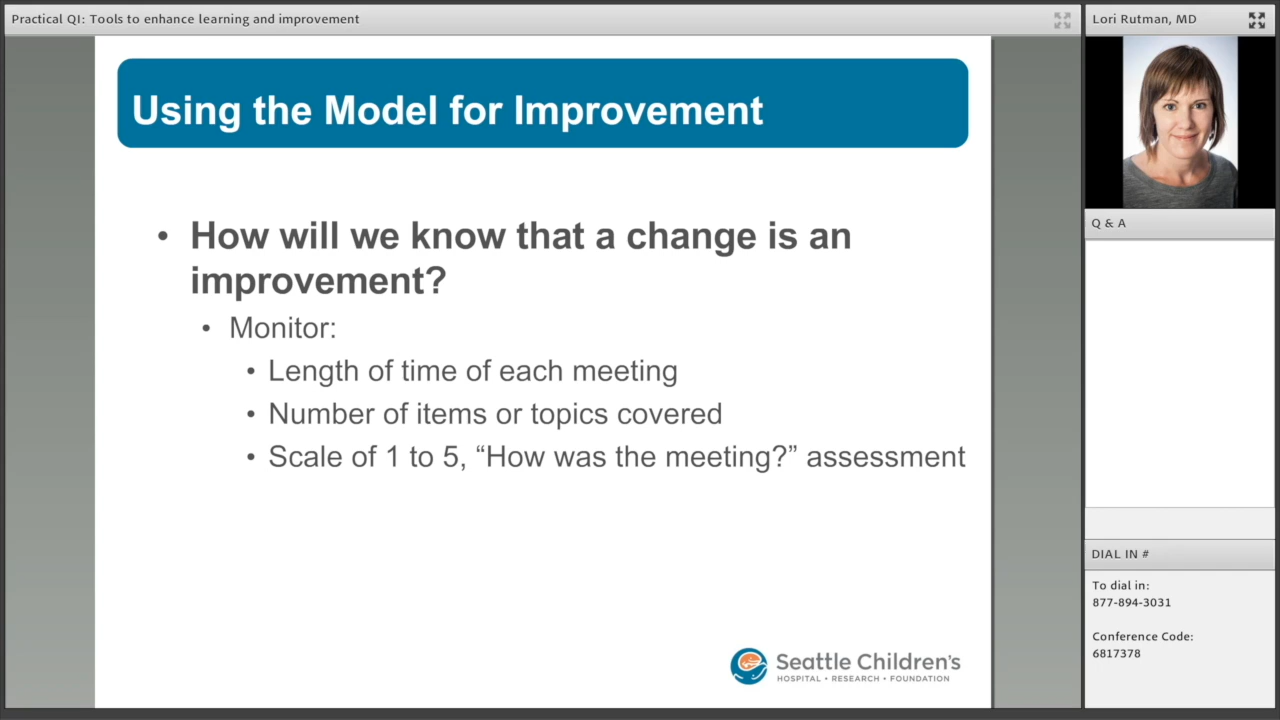 Practical QI: Tools to enhance learning and improvement
Using the Model for Improvement
• How will we know that a change is an
improvement?
• Monitor:
• Length of time of each meeting
• Number of items or topics covered
• Scale of 1 to 5, “How was the meeting?” assessment
Seattle Children's
HOSPITAL • RESEARCH • FOUNDATION
Lori Rutman, MD
Q & A
DIAL IN #
To dial in:
877-894-3031
Conference Code:
6817378